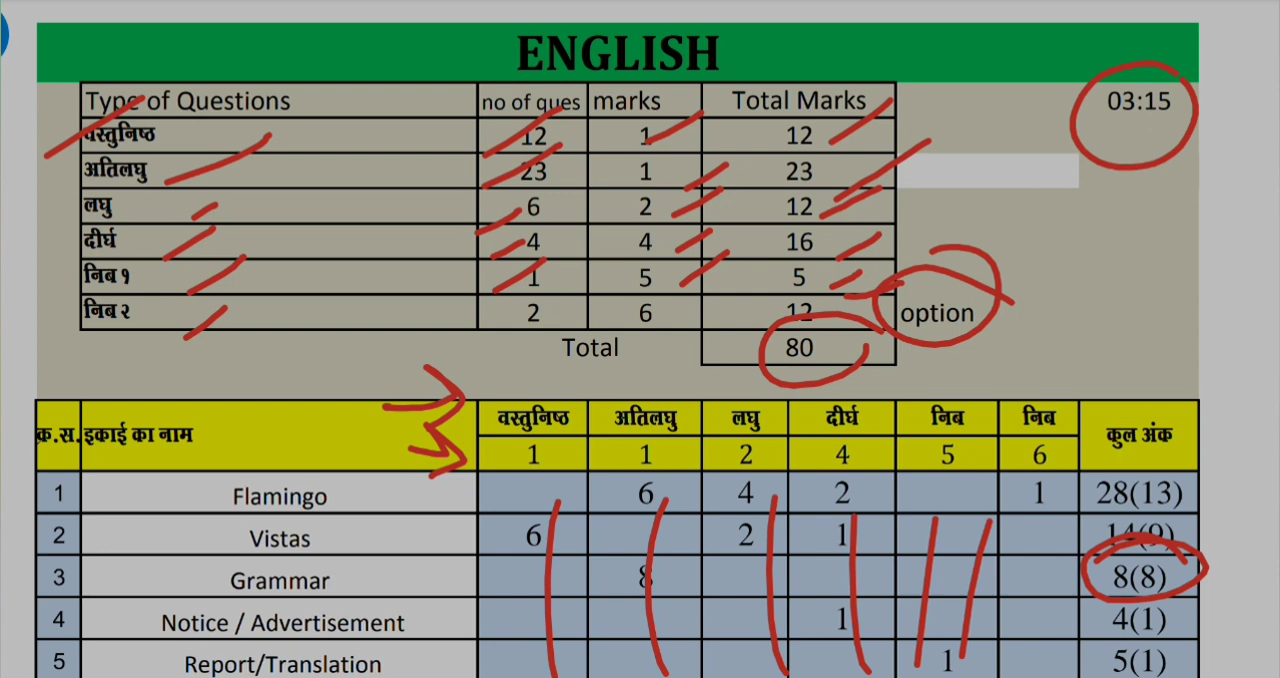 ENGLISH
Type of Questions no of ques marks Total Marks 03:15
वस्तुनिष्ठ 12 1 12
अतिलघु 23 1 23
लघु 6 2 12
दीर्घ 4 4 16
निब १ 1 5 5
निब २ 2 6 12 option
Total 80
क्र.स. इकाई का नाम वस्तुनिष्ठ अतिलघु लघु दीर्घ निब निब कुल अंक
1 1 2 4 5 6
1 Flamingo 6 4 2 1 28(13)
2 Vistas 6 2 1 14(9)
3 Grammar 8 8(8)
4 Notice / Advertisement 1 4(1)
5 Report/Translation 1 5(1)